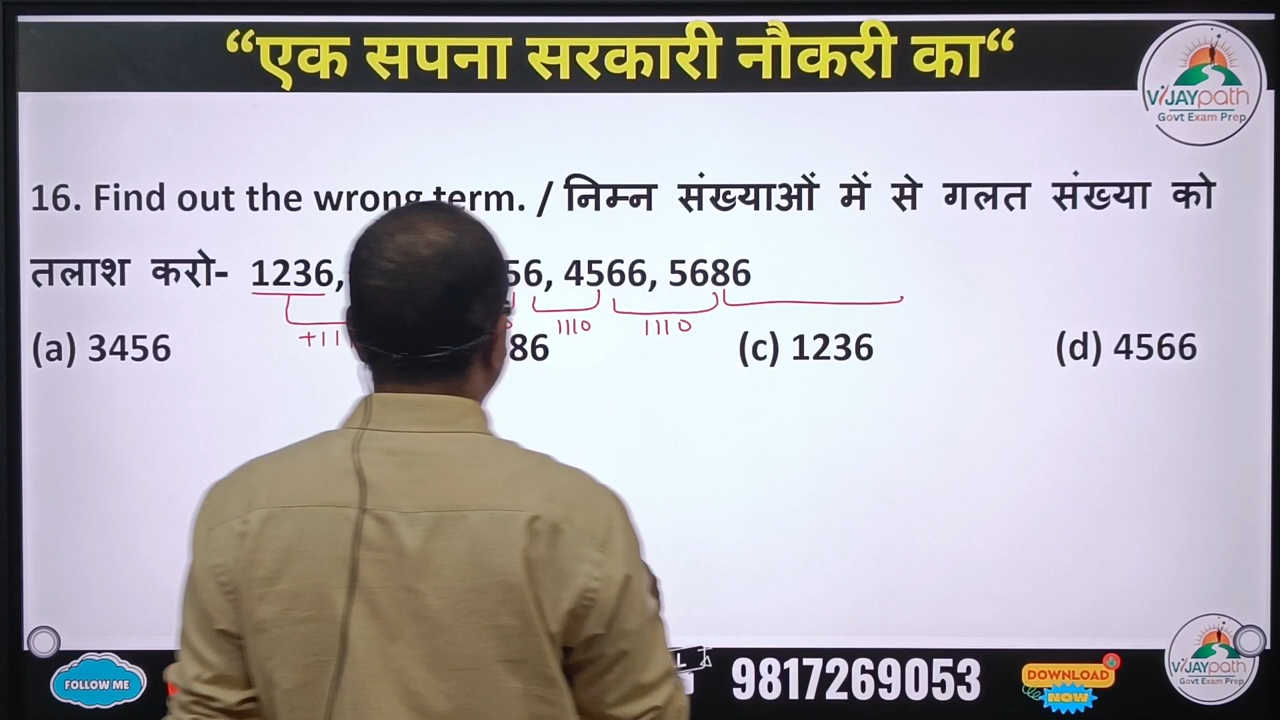 “एक सपना सरकारी नौकरी का“
VIJAYpath
Govt Exam Prep
16. Find out the wrong term. / निम्न संख्याओं में से गलत संख्या को
तलाश करो- 1236, 56, 4566, 5686
1110 1110
(a) 3456 86 (c) 1236 (d) 4566
FOLLOW ME 9817269053 DOWNLOAD NOW
VIJAYpath
Govt Exam Prep